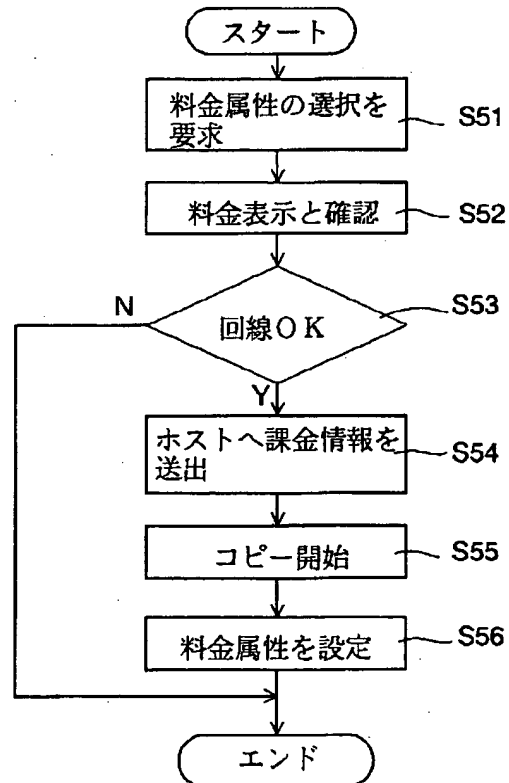 スタート
料金属性の選択を
要求
S51
料金表示と確認
S52
回線ＯＫ
S53
N
Y
ホストへ課金情報を
送出
S54
コピー開始
S55
料金属性を設定
S56
エンド